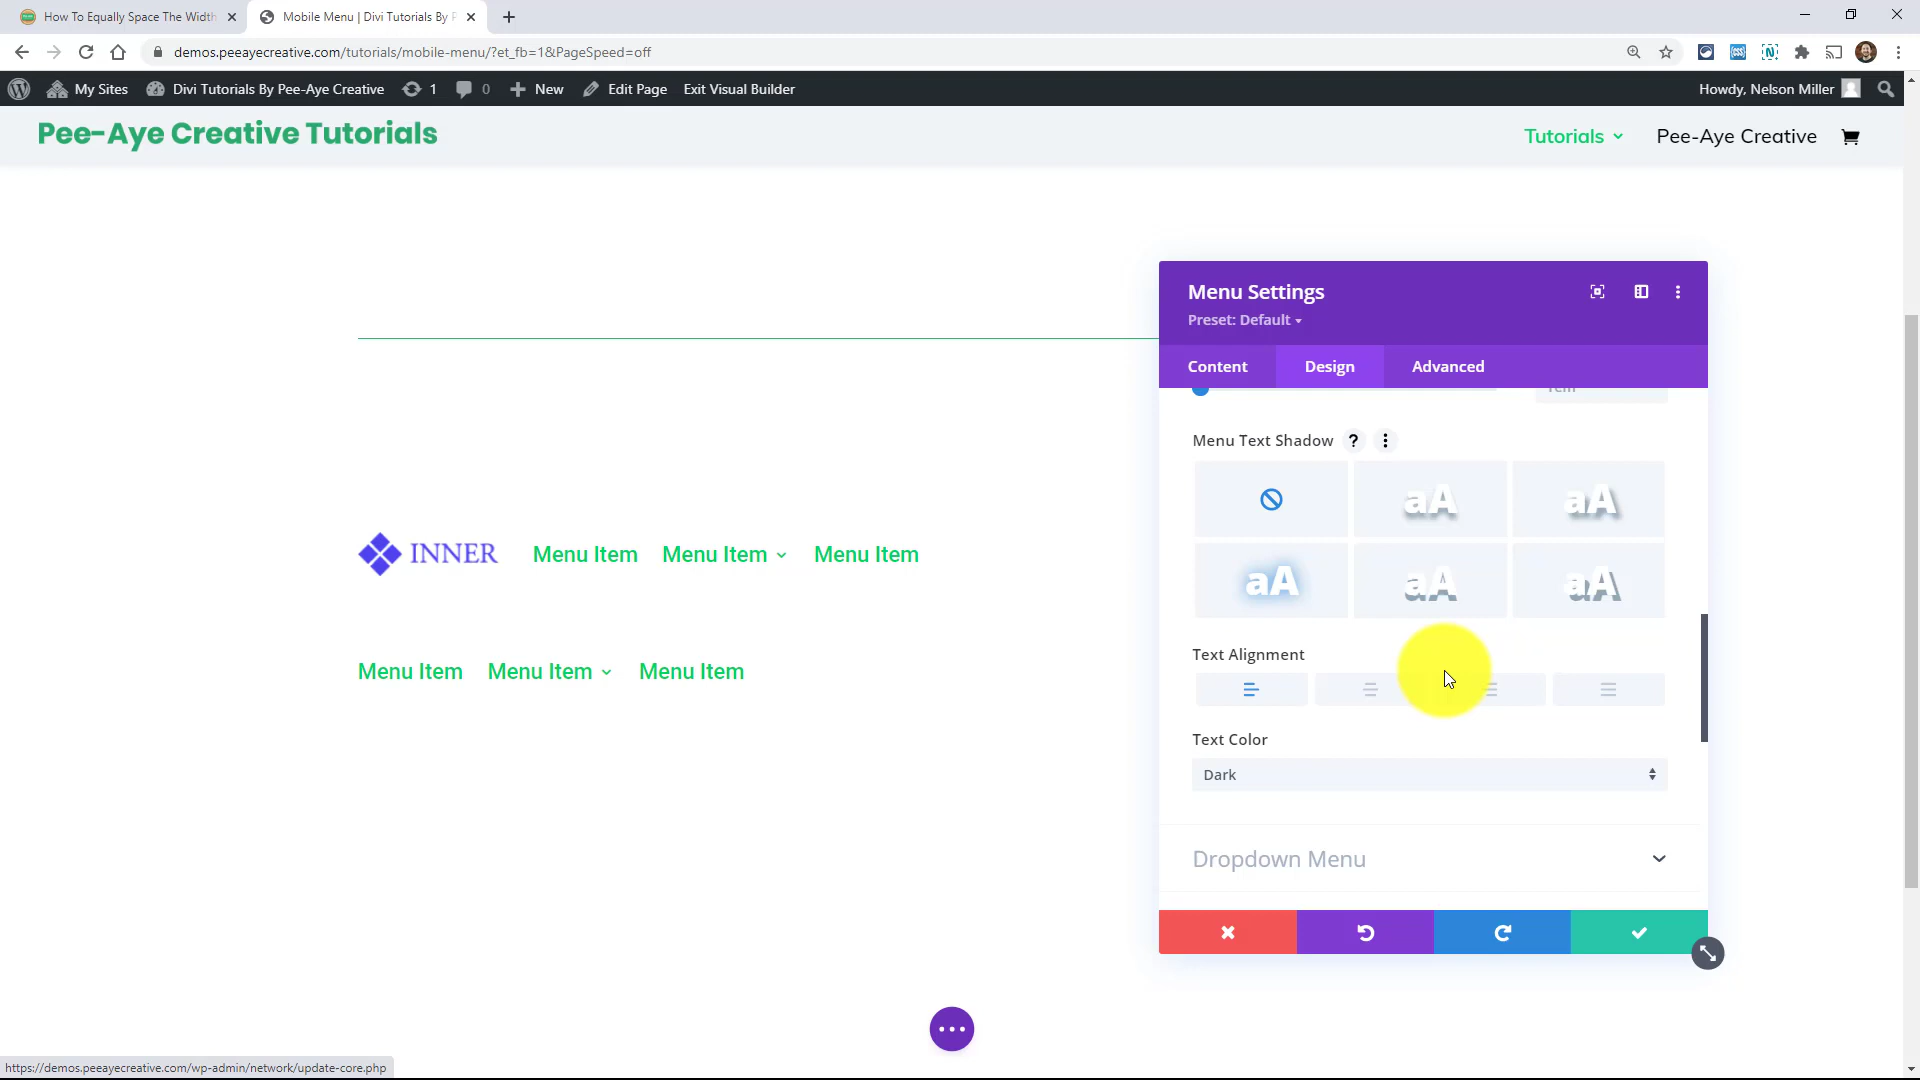 How To Equally Space The Width
Mobile Menu | Divi Tutorials By P
demos.peeayecreative.com/tutorials/mobile-menu/?et_fb=1&PageSpeed=off
My Sites
Divi Tutorials By Pee-Aye Creative
1
0
New
Edit Page
Exit Visual Builder
Howdy, Nelson Miller
Pee-Aye Creative Tutorials
Tutorials
Pee-Aye Creative
Menu Settings
Preset: Default
Content
Design
Advanced
Menu Text Shadow
?
aA
aA
aA
aA
aA
INNER
Menu Item
Menu Item
Menu Item
Menu Item
Menu Item
Menu Item
Text Alignment
Text Color
Dark
Dropdown Menu
https://demos.peeayecreative.com/wp-admin/network/update-core.php